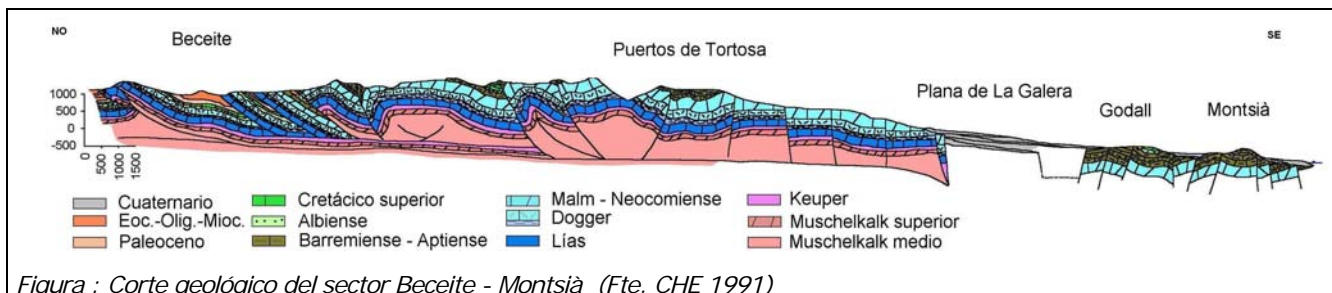 NO
SE
Beceite
Puertos de Tortosa
Plana de La Galera
Godall
Montsià
1000
500
0
-500
0
500
1000
1500
Cuaternario
Cretácico superior
Malm - Neocomiense
Keuper
Eoc.-Olig.-Mioc.
Albiense
Dogger
Muschelkalk superior
Paleoceno
Barremiense - Aptiense
Lías
Muschelkalk medio
Figura : Corte geológico del sector Beceite - Montsià (Fte. CHE 1991)